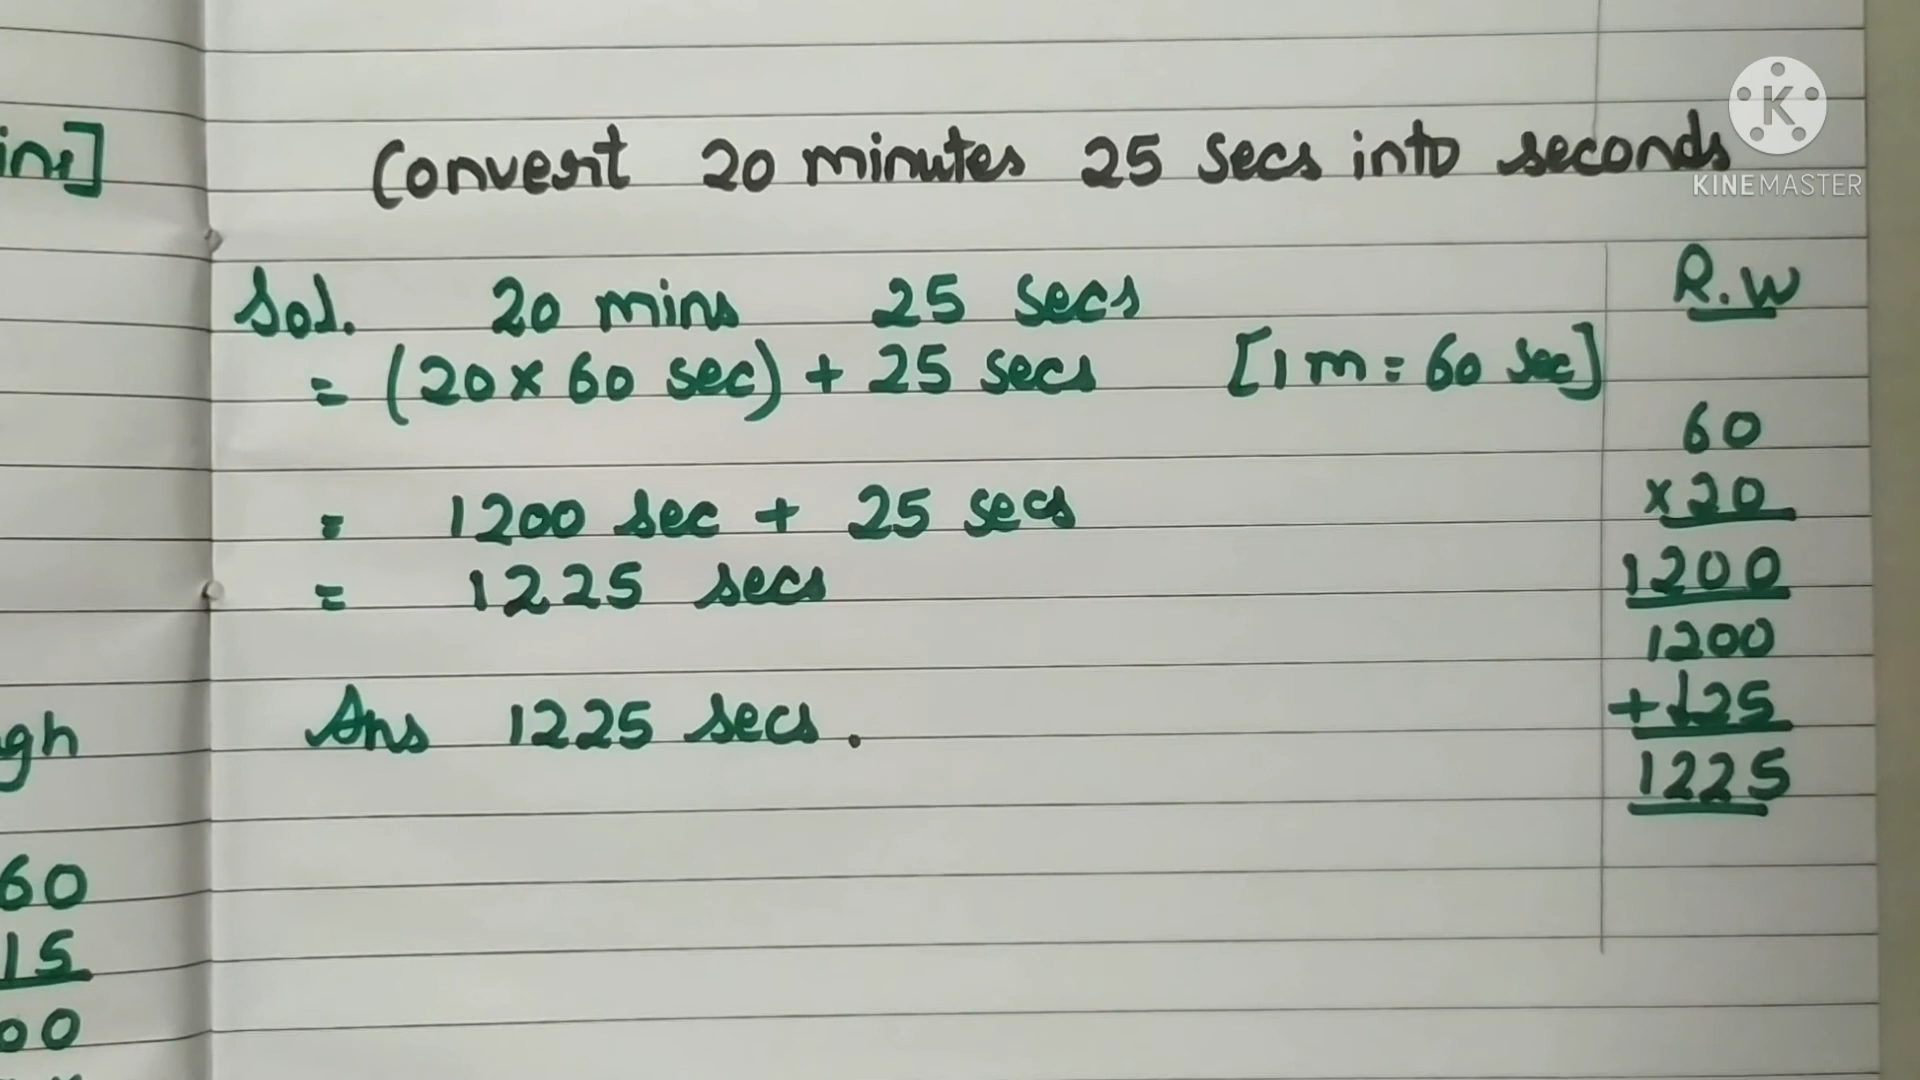 in,]
gh
60
15
00
Convert 20 minutes 25 Secs into seconds
Sol. 20 mins 25 secs
= (20 × 60 sec) + 25 secs [1 m = 60 sec]
= 1200 sec + 25 secs
= 1225 secs
Ans 1225 secs.
R.W
60
×20
1200
1200
+ 125
1225
K
KINEMASTER